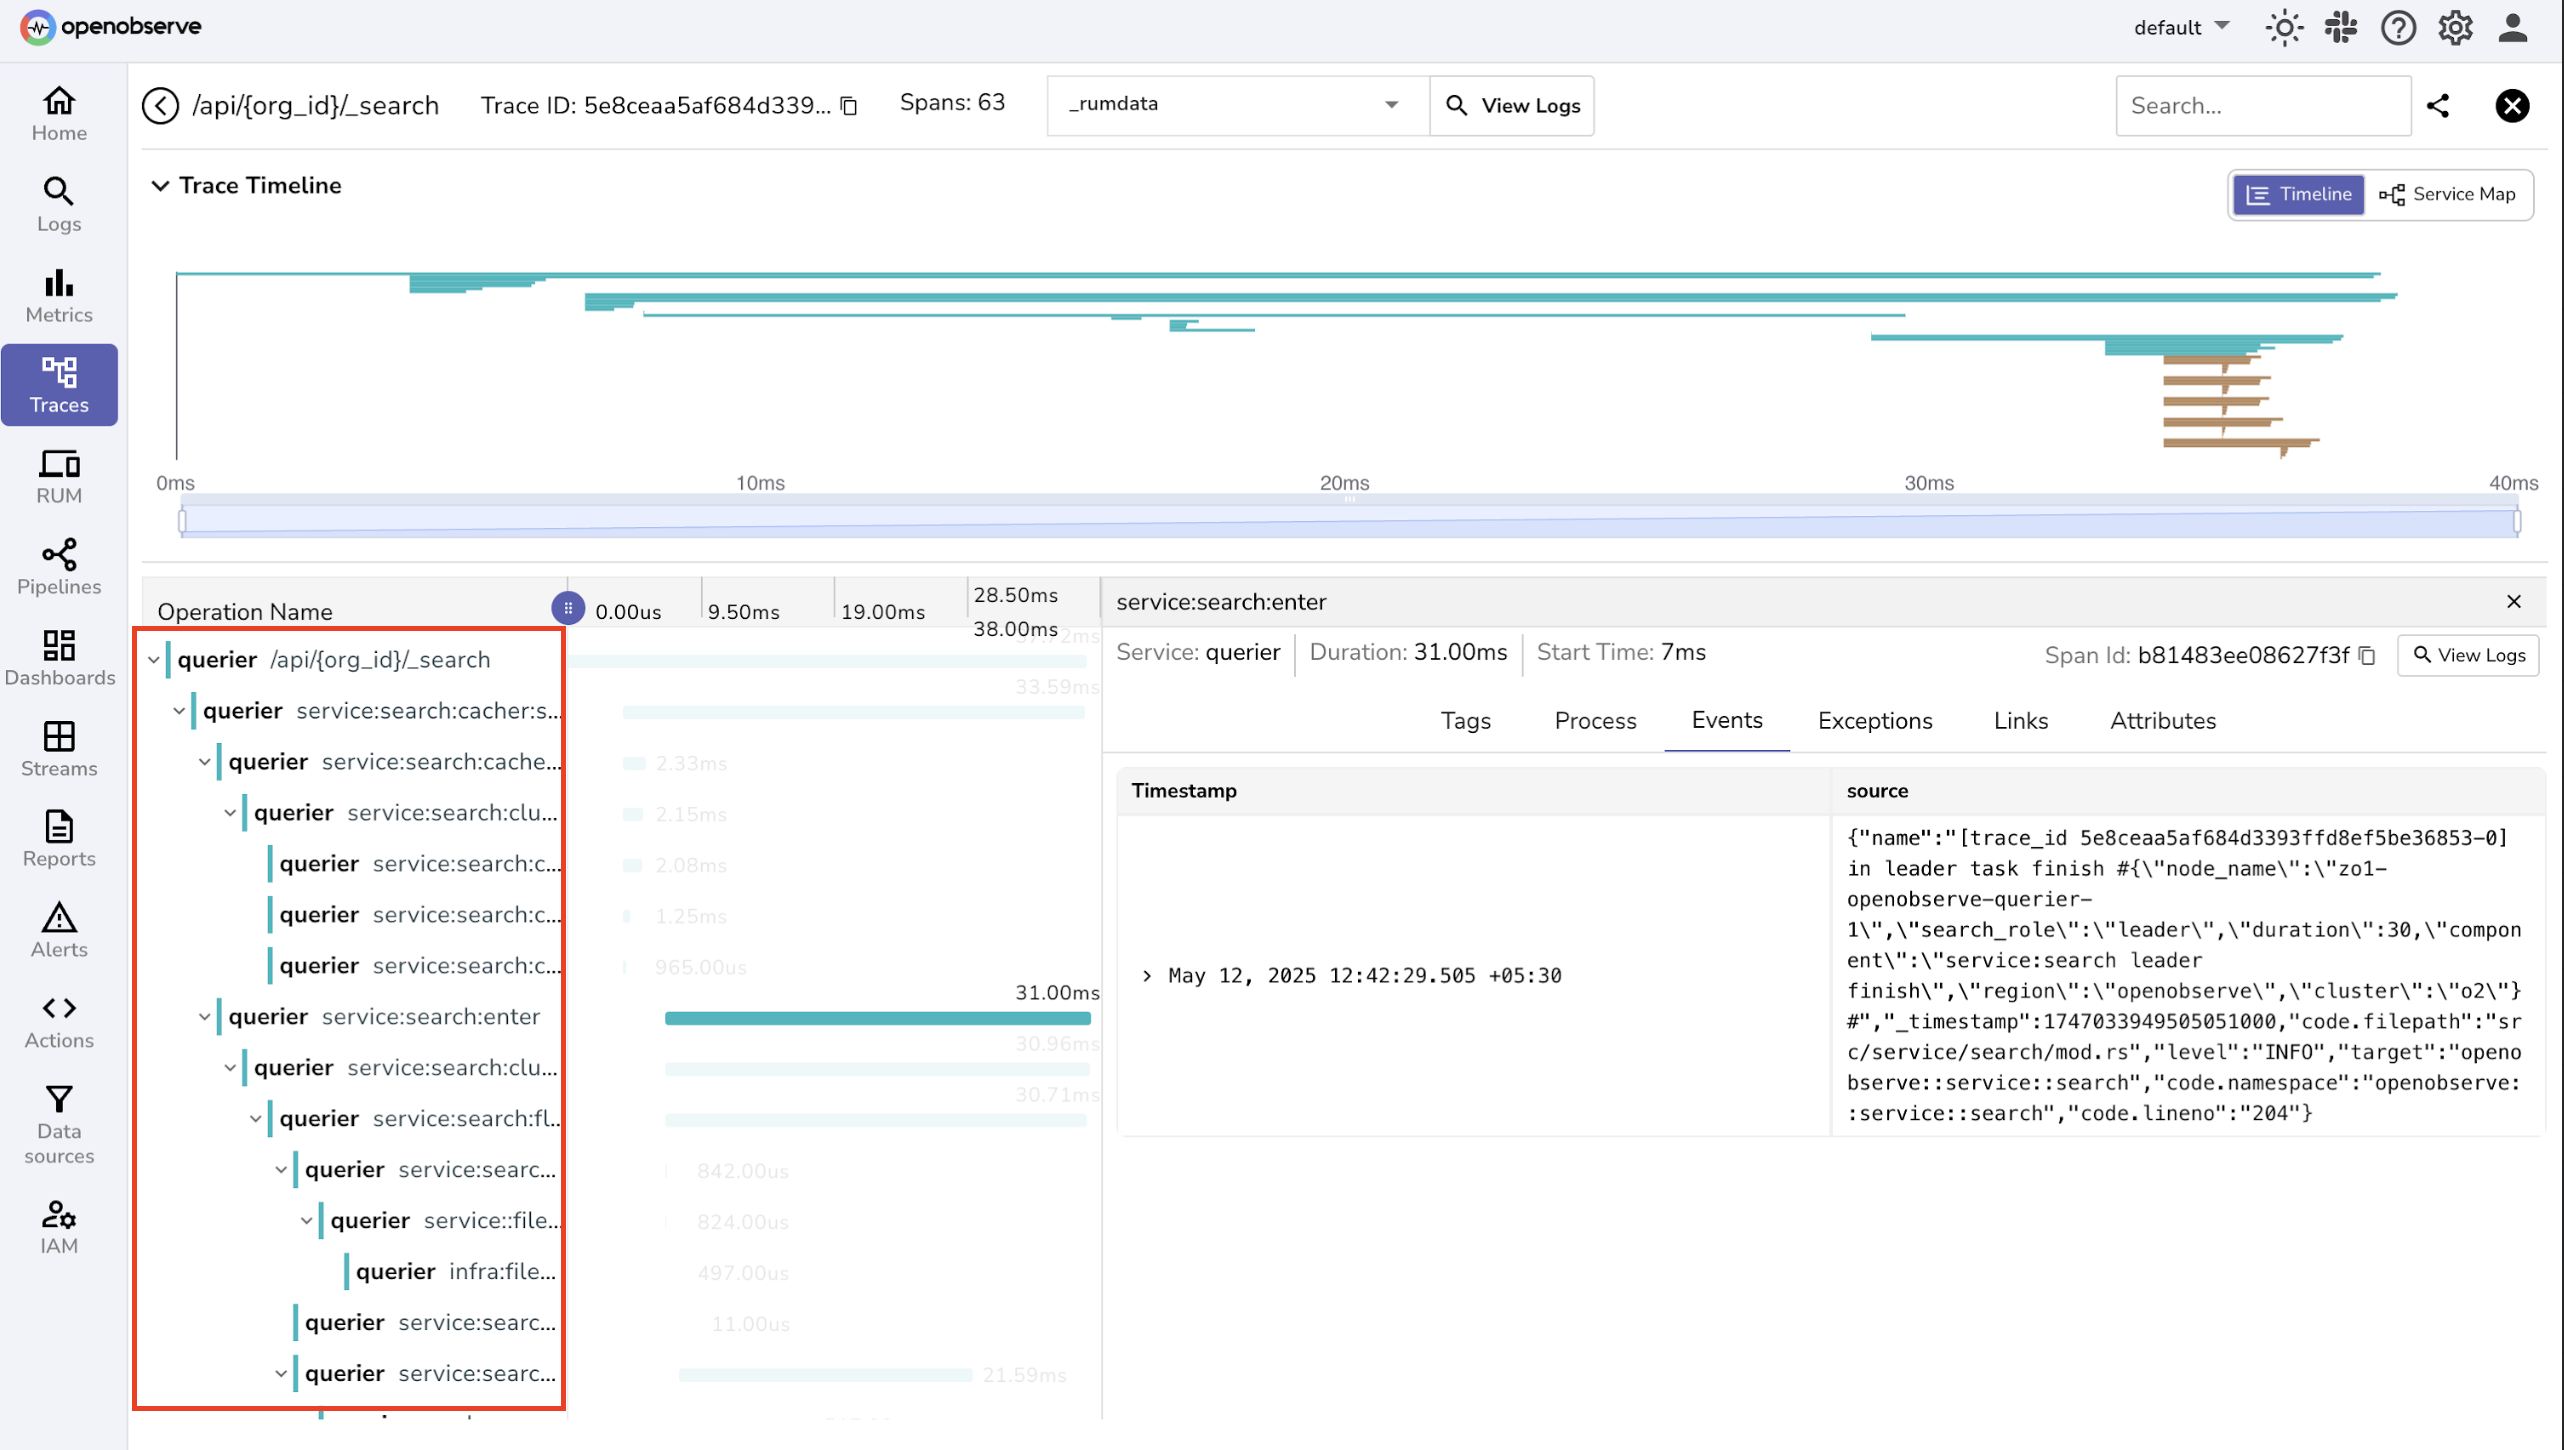 openobserve
default
Home
Logs
Metrics
Traces
RUM
Pipelines
Dashboards
Streams
Reports
Alerts
Actions
Data
sources
IAM
/api/{org_id}/_search
Trace ID: 5e8ceaa5af684d339...
Spans: 63
_rumdata
View Logs
Search...
Trace Timeline
Timeline
Service Map
0ms 10ms 20ms 30ms 40ms
Operation Name
0.00us 9.50ms 19.00ms 28.50ms
38.00ms
querier /api/{org_id}/_search
33.59ms
querier service:search:cacher:s...
querier service:search:cache... 2.33ms
querier service:search:clu... 2.15ms
querier service:search:c... 2.08ms
querier service:search:c... 1.25ms
querier service:search:c... 965.00us
31.00ms
querier service:search:enter
30.96ms
querier service:search:clu...
30.71ms
querier service:search:fl...
querier service:searc... 842.00us
querier service::file... 824.00us
querier infra:file... 497.00us
querier service:searc... 11.00us
querier service:searc... 21.59ms
service:search:enter
Service: querier
Duration: 31.00ms
Start Time: 7ms
Span Id: b81483ee08627f3f
View Logs
Tags Process Events Exceptions Links Attributes
Timestamp source
May 12, 2025 12:42:29.505 +05:30
{"name":"[trace_id 5e8ceaa5af684d3393ffd8ef5be36853-0]
in leader task finish #{\"node_name\":\"zo1-
openobserve-querier-
1\",\"search_role\":\"leader\",\"duration\":30,\"compon
ent\":\"service:search leader
finish\",\"region\":\"openobserve\",\"cluster\":\"o2\"}
#","_timestamp":1747033949505051000,"code.filepath":"sr
c/service/search/mod.rs","level":"INFO","target":"openo
bserve::service::search","code.namespace":"openobserve:
:service::search","code.lineno":"204"}